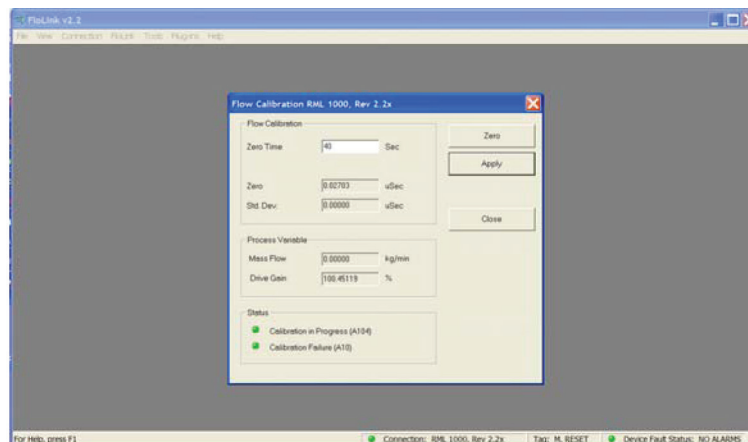 FloLink v2.2
File View Connection FloLink Tools Plug-ins Help
Flow Calibration RML 1000, Rev 2.2x
Flow Calibration
Zero Time 40 Sec
Zero 0.02703 uSec
Std. Dev. 0.00000 uSec
Zero
Apply
Close
Process Variable
Mass Flow 0.00000 kg/min
Drive Gain 100.45119 %
Status
Calibration in Progress (A104)
Calibration Failure (A10)
For Help, press F1 Connection: RML 1000, Rev 2.2x Tag: M. RESET Device Fault Status: NO ALARMS